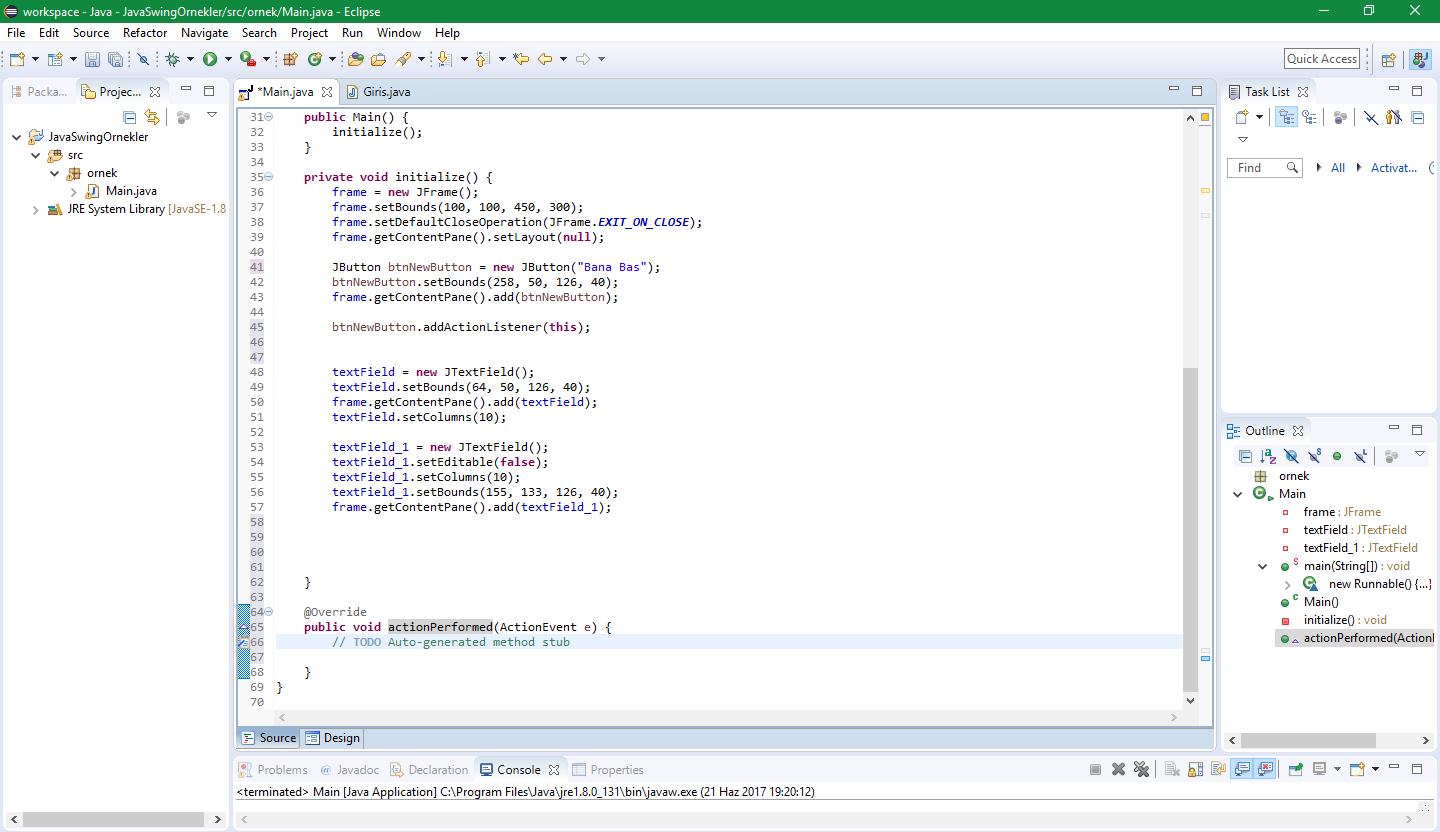 workspace - Java - JavaSwingOrnekler/src/ornek/Main.java - Eclipse
File Edit Source Refactor Navigate Search Project Run Window Help
Quick Access
Packa...
Projec...
JavaSwingOrnekler
src
ornek
Main.java
JRE System Library [JavaSE-1.8
*Main.java
Giris.java
31 public Main() {
32 initialize();
33 }
34
35 private void initialize() {
36 frame = new JFrame();
37 frame.setBounds(100, 100, 450, 300);
38 frame.setDefaultCloseOperation(JFrame.EXIT_ON_CLOSE);
39 frame.getContentPane().setLayout(null);
40
41 JButton btnNewButton = new JButton("Bana Bas");
42 btnNewButton.setBounds(258, 50, 126, 40);
43 frame.getContentPane().add(btnNewButton);
44
45 btnNewButton.addActionListener(this);
46
47
48 textField = new JTextField();
49 textField.setBounds(64, 50, 126, 40);
50 frame.getContentPane().add(textField);
51 textField.setColumns(10);
52
53 textField_1 = new JTextField();
54 textField_1.setEditable(false);
55 textField_1.setColumns(10);
56 textField_1.setBounds(155, 133, 126, 40);
57 frame.getContentPane().add(textField_1);
58
59
60
61
62 }
63
64 @Override
65 public void actionPerformed(ActionEvent e) {
66 // TODO Auto-generated method stub
67
68 }
69 }
70
Source Design
Task List
Find All Activat...
Outline
ornek
Main
frame : JFrame
textField : JTextField
textField_1 : JTextField
main(String[]) : void
new Runnable() {...}
Main()
initialize() : void
actionPerformed(ActionI
Problems @ Javadoc Declaration Console Properties
<terminated> Main [Java Application] C:\Program Files\Java\jre1.8.0_131\bin\javaw.exe (21 Haz 2017 19:20:12)